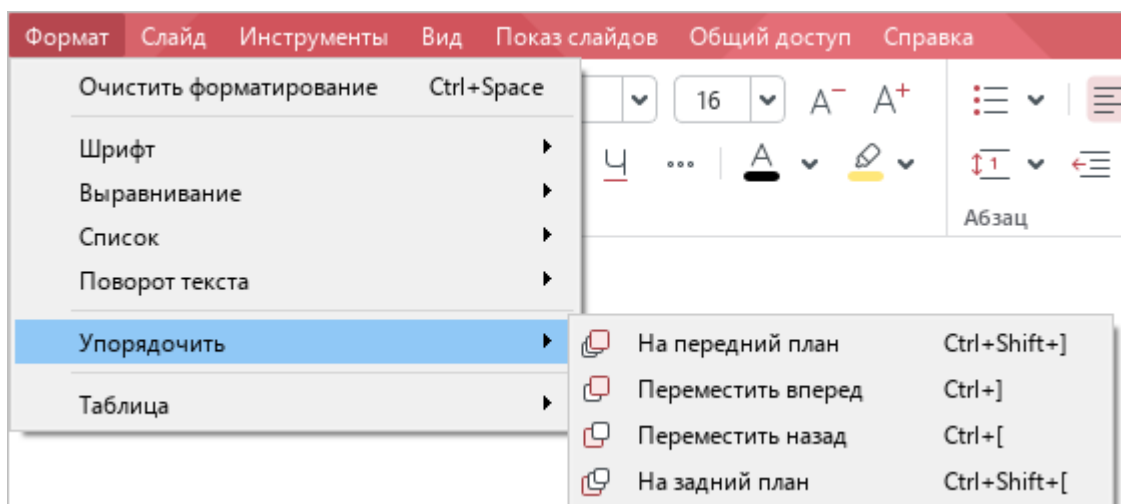 Формат Слайд Инструменты Вид Показ слайдов Общий доступ Справка
Очистить форматирование Ctrl+Space
16 A− A+
Шрифт
Ч A 1
Выравнивание
Абзац
Список
Поворот текста
Упорядочить
На передний план Ctrl+Shift+]
Переместить вперед Ctrl+]
Таблица
Переместить назад Ctrl+[
На задний план Ctrl+Shift+[